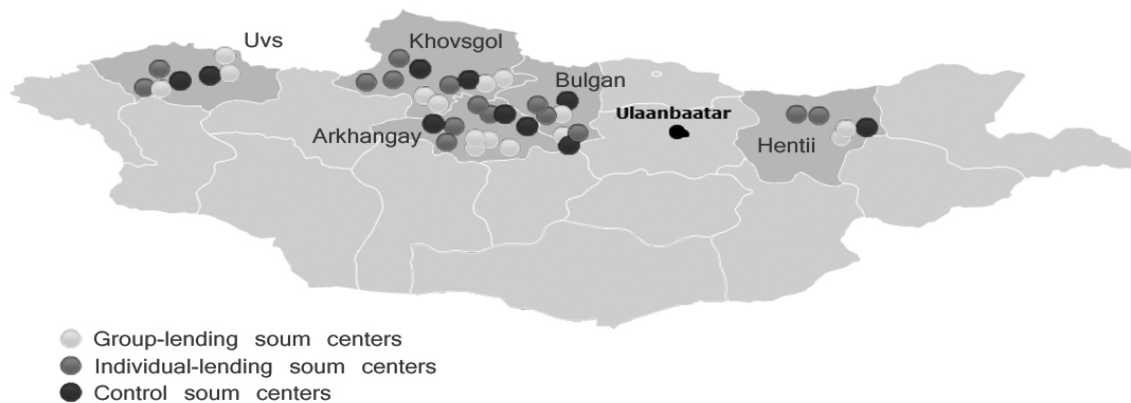 Uvs
Khovsgol
Bulgan
Ulaanbaatar
Arkhangay
Hentii
Group-lending soum centers
Individual-lending soum centers
Control soum centers